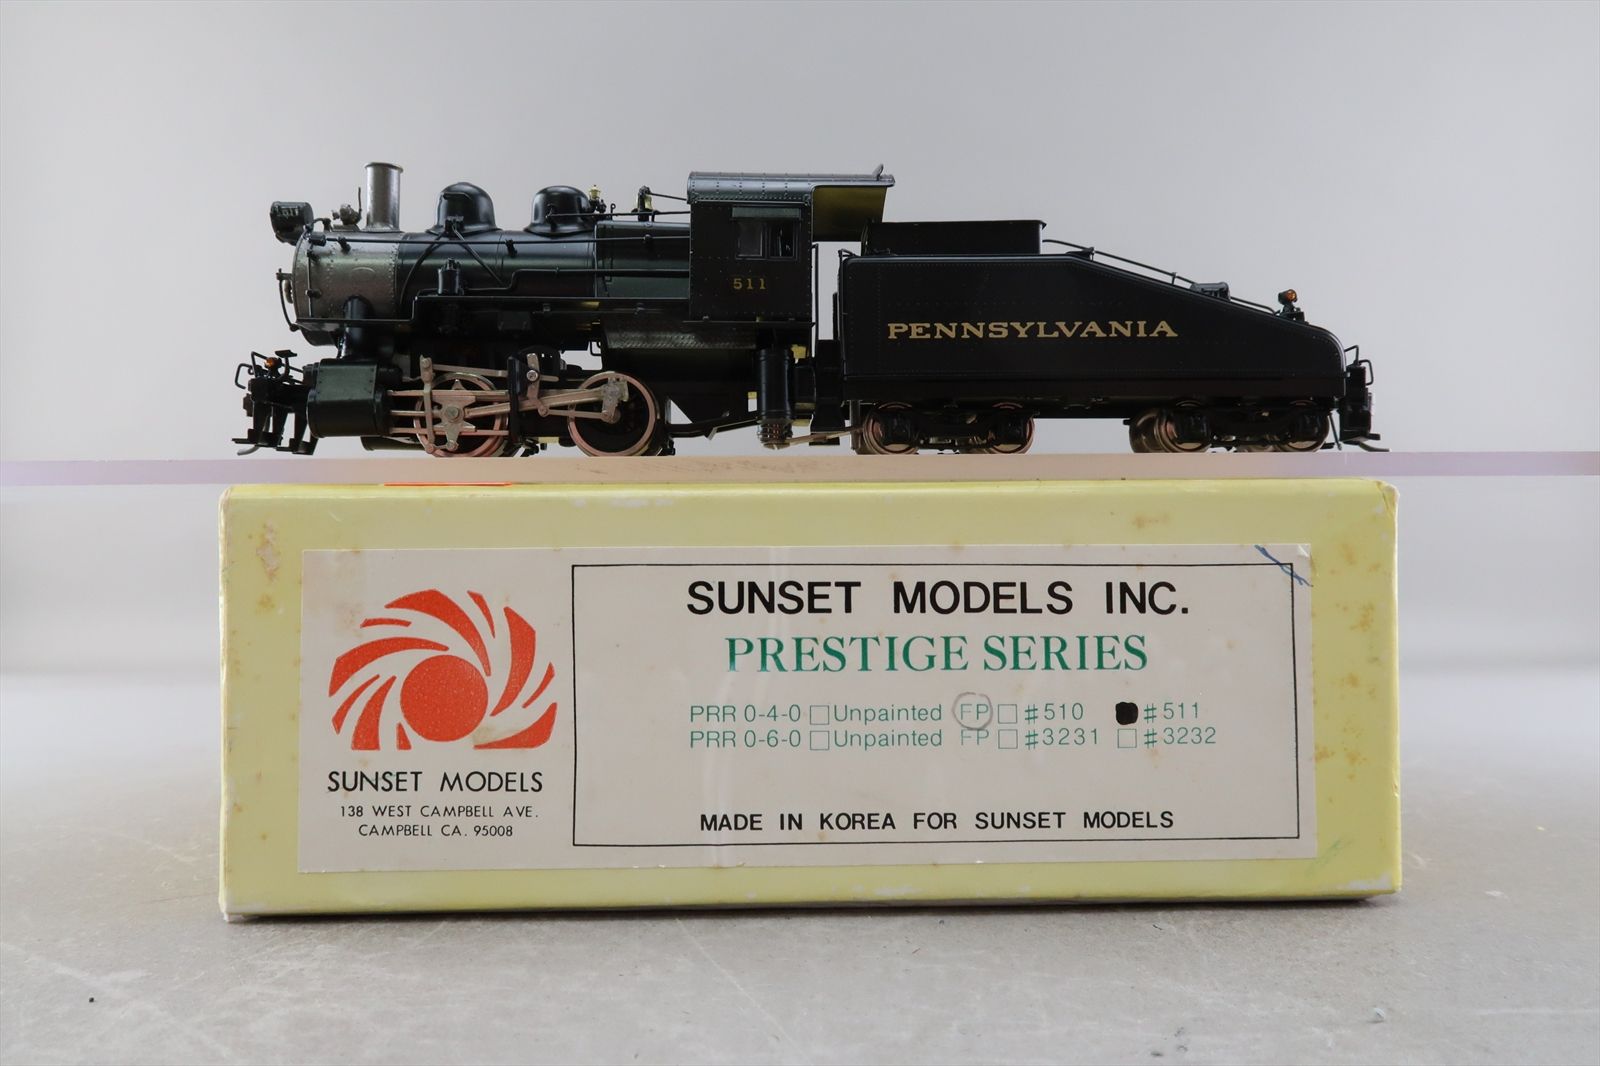 511
511
PENNSYLVANIA
SUNSET MODELS INC.
PRESTIGE SERIES
PRR 0-4-0 □Unpainted FP □ #510 ■ #511
PRR 0-6-0 □Unpainted FP □ #3231 □ #3232
MADE IN KOREA FOR SUNSET MODELS
SUNSET MODELS
138 WEST CAMPBELL AVE.
CAMPBELL CA. 95008